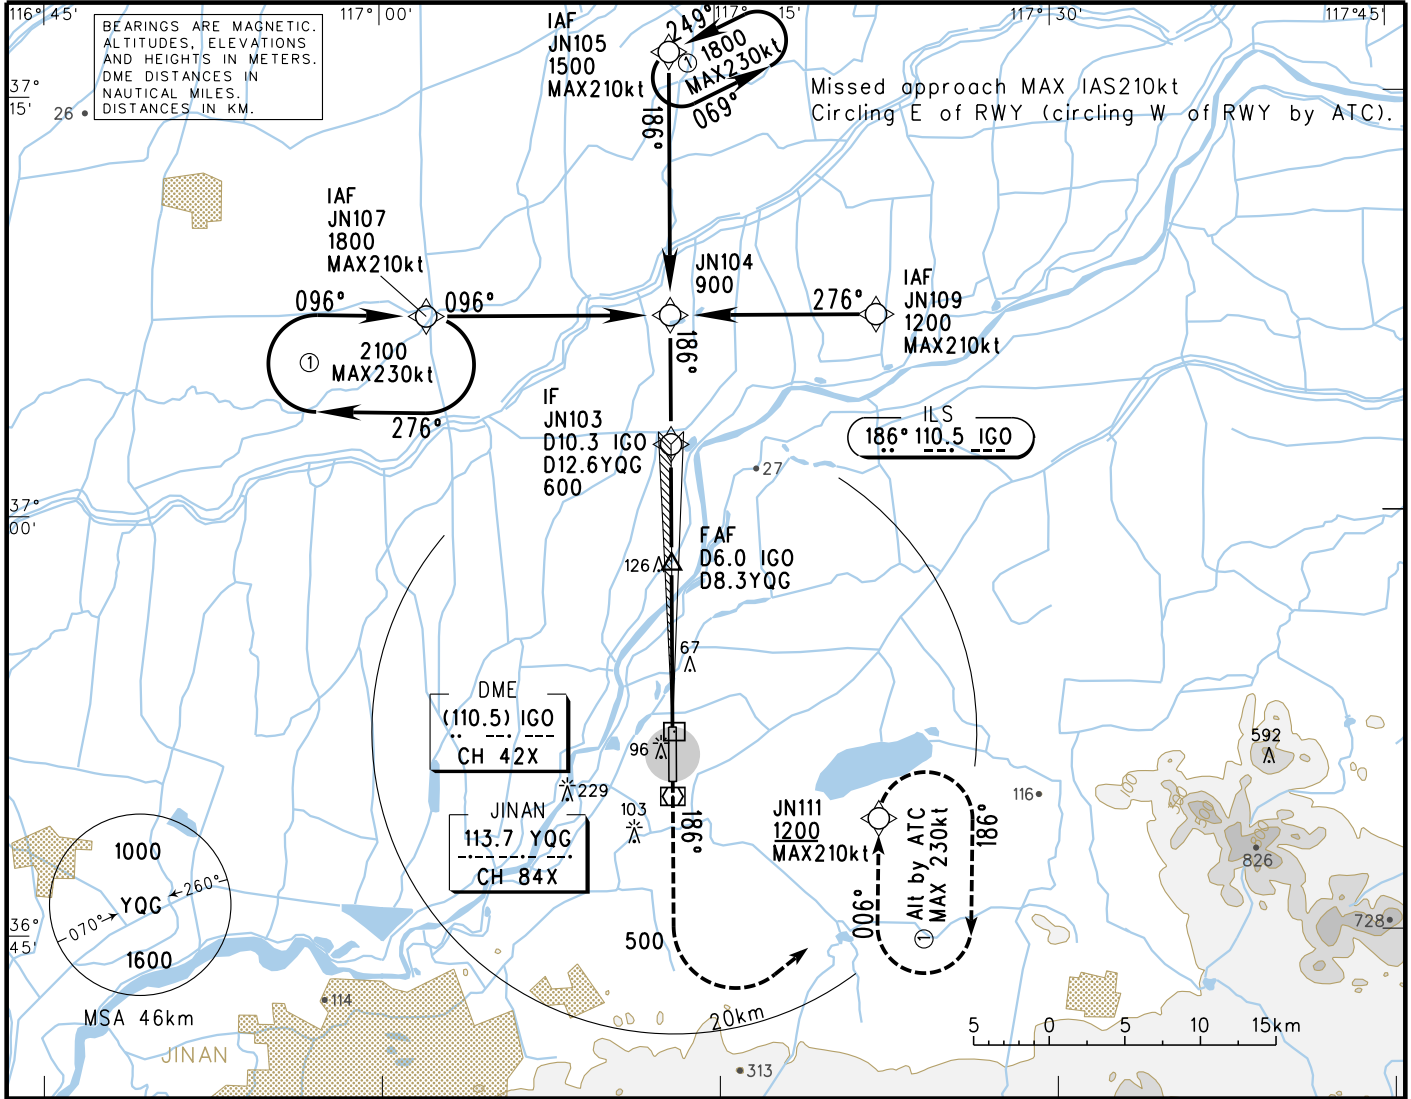 116° 45'
117° 00'
117° 15'
117° 30'
117° 45'
BEARINGS ARE MAGNETIC.
ALTITUDES, ELEVATIONS
AND HEIGHTS IN METERS.
DME DISTANCES IN
NAUTICAL MILES.
DISTANCES IN KM.
37°
15'
26
IAF
JN105
1500
MAX210kt
249°
① 1800
MAX230kt
069°
186°
Missed approach MAX IAS210kt
Circling E of RWY (circling W of RWY by ATC).
IAF
JN107
1800
MAX210kt
096°
096°
① 2100
MAX230kt
276°
JN104
900
276°
IAF
JN109
1200
MAX210kt
186°
IF
JN103
D10.3 IGO
D12.6YQG
600
ILS
186° 110.5 IGO
27
37°
00'
FAF
D6.0 IGO
D8.3YQG
126
67
DME
(110.5) IGO
CH 42X
96
229
103
JINAN
113.7 YQG
CH 84X
186°
500
JN111
1200
MAX210kt
006°
① Alt by ATC
MAX 230kt
186°
116
592
826
728
36°
45'
1000
YQG
260°
070°
1600
MSA 46km
114
JINAN
20km
313
5 0 5 10 15km